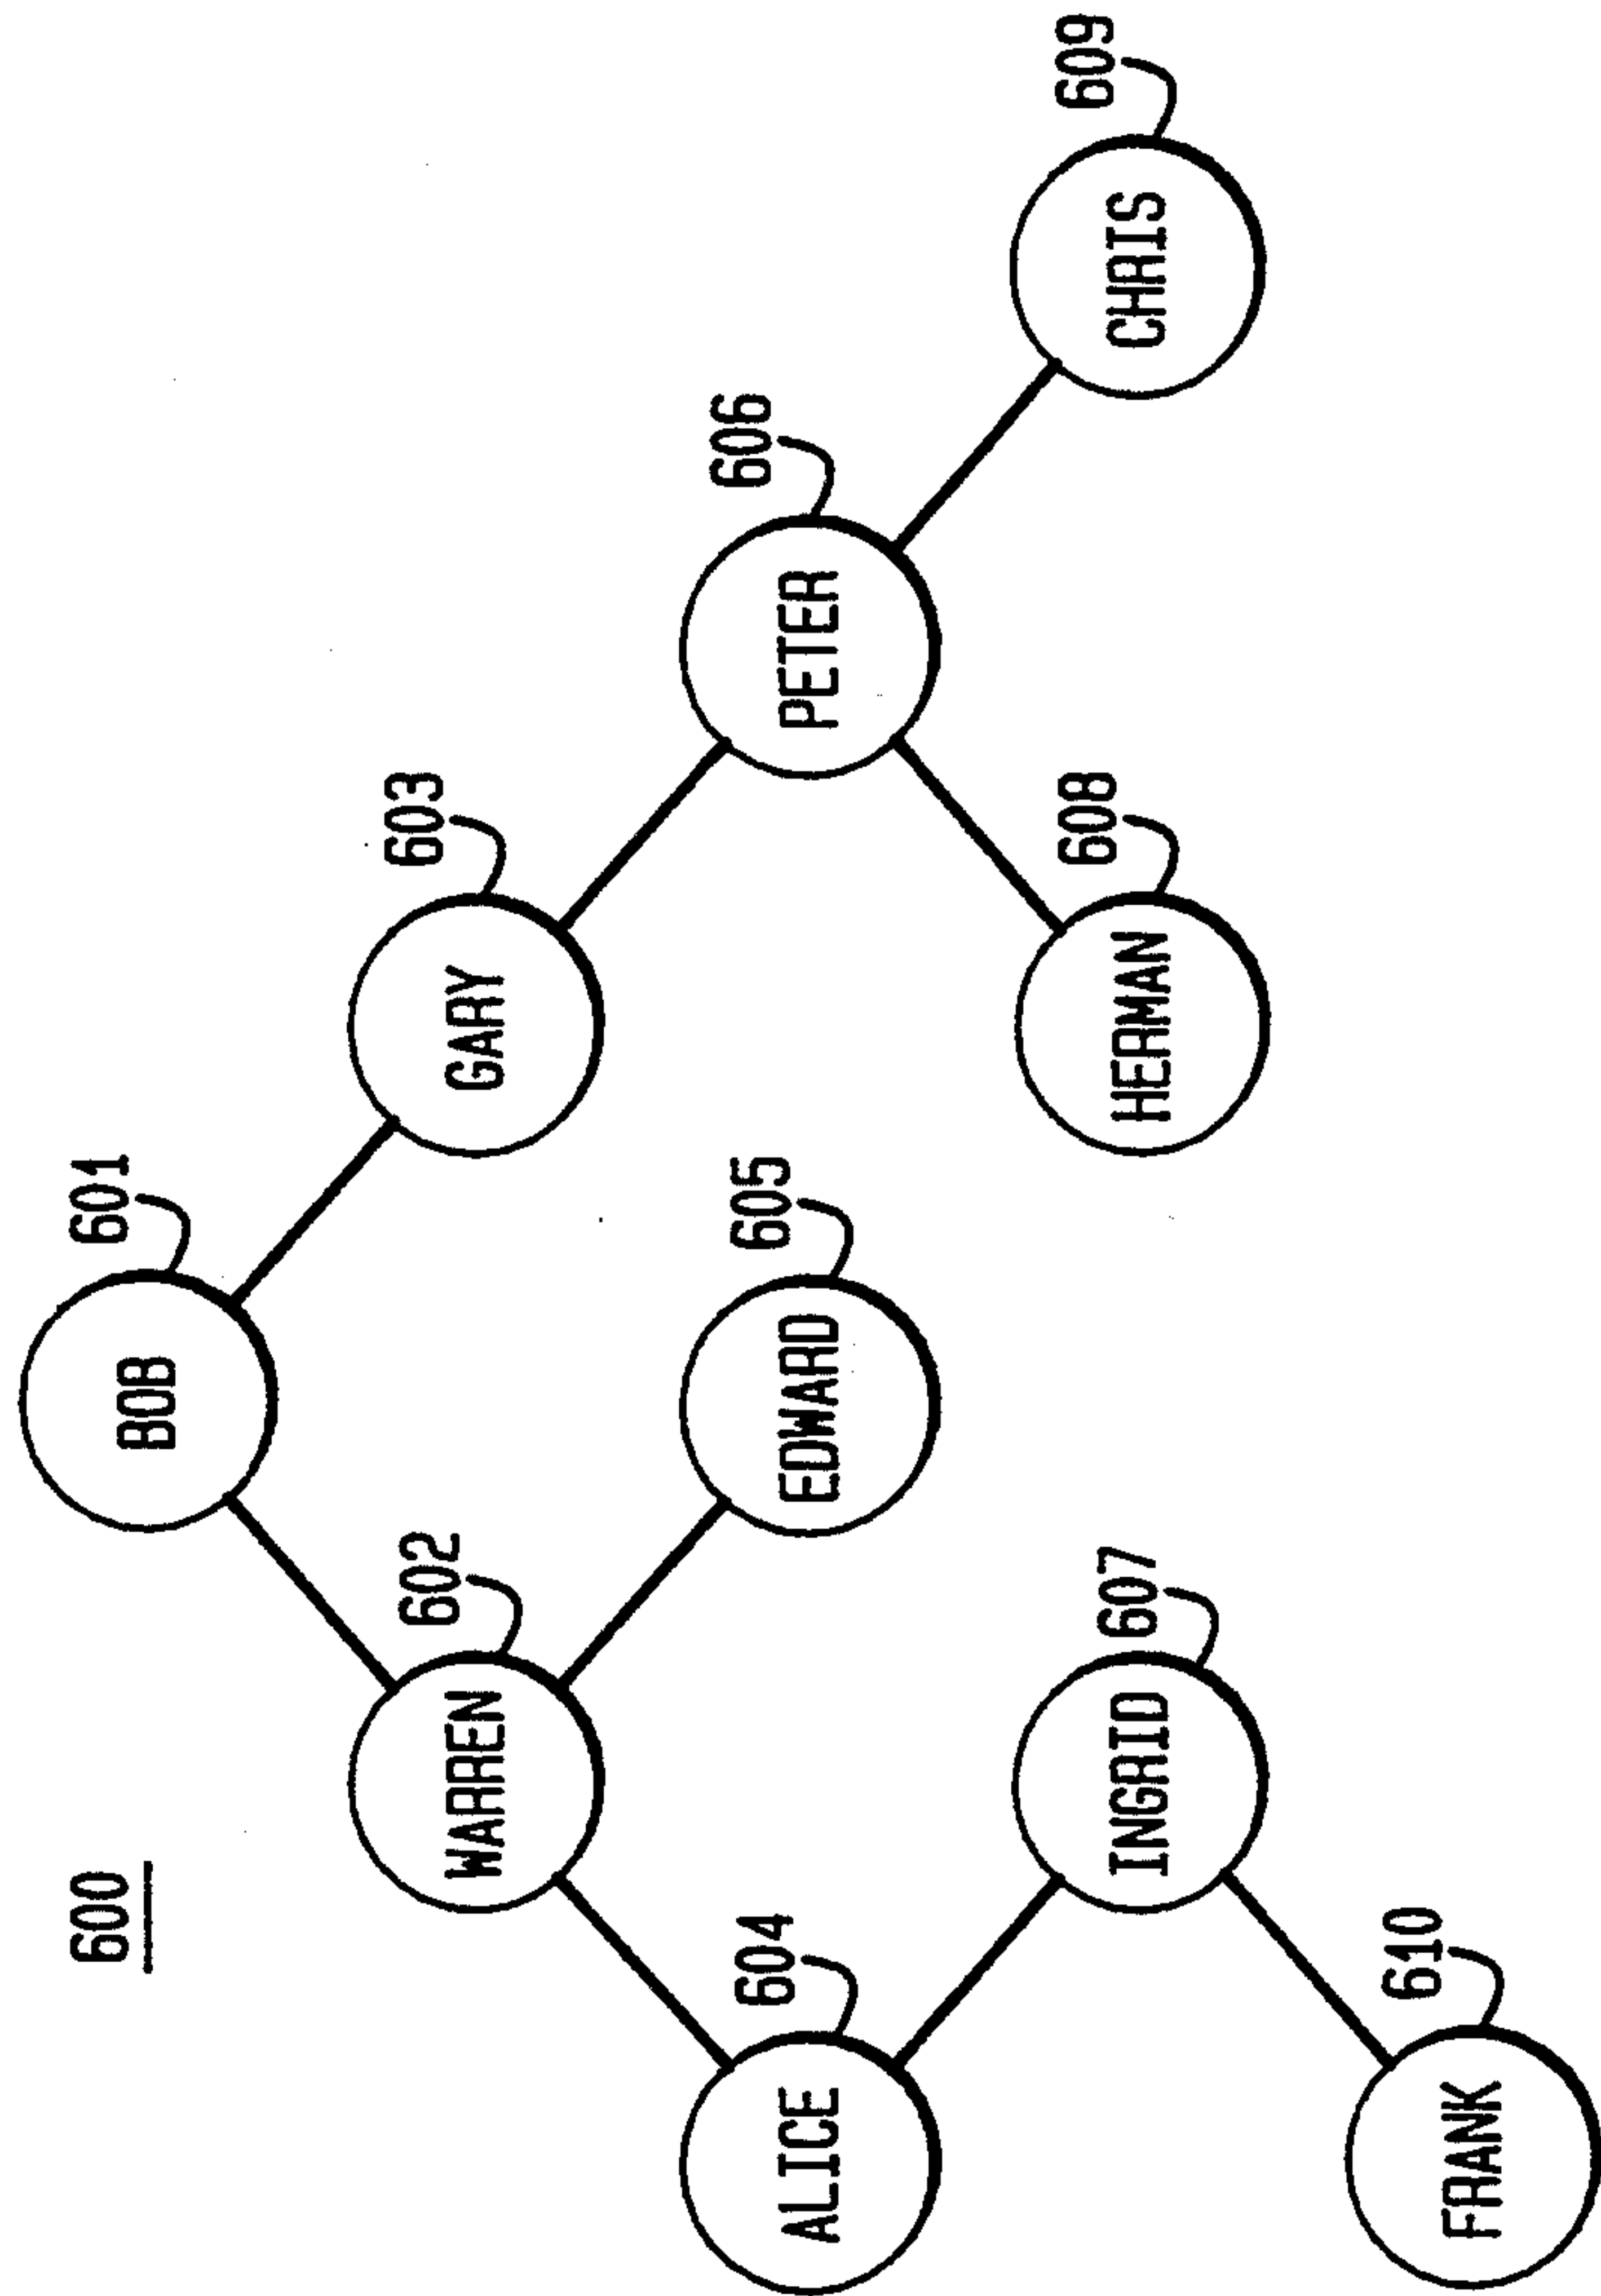 600
601
BOB
602
WARREN
603
GARY
604
ALICE
605
EDWARD
606
PETER
607
INGRID
608
HERMAN
609
CHRIS
610
FRANK